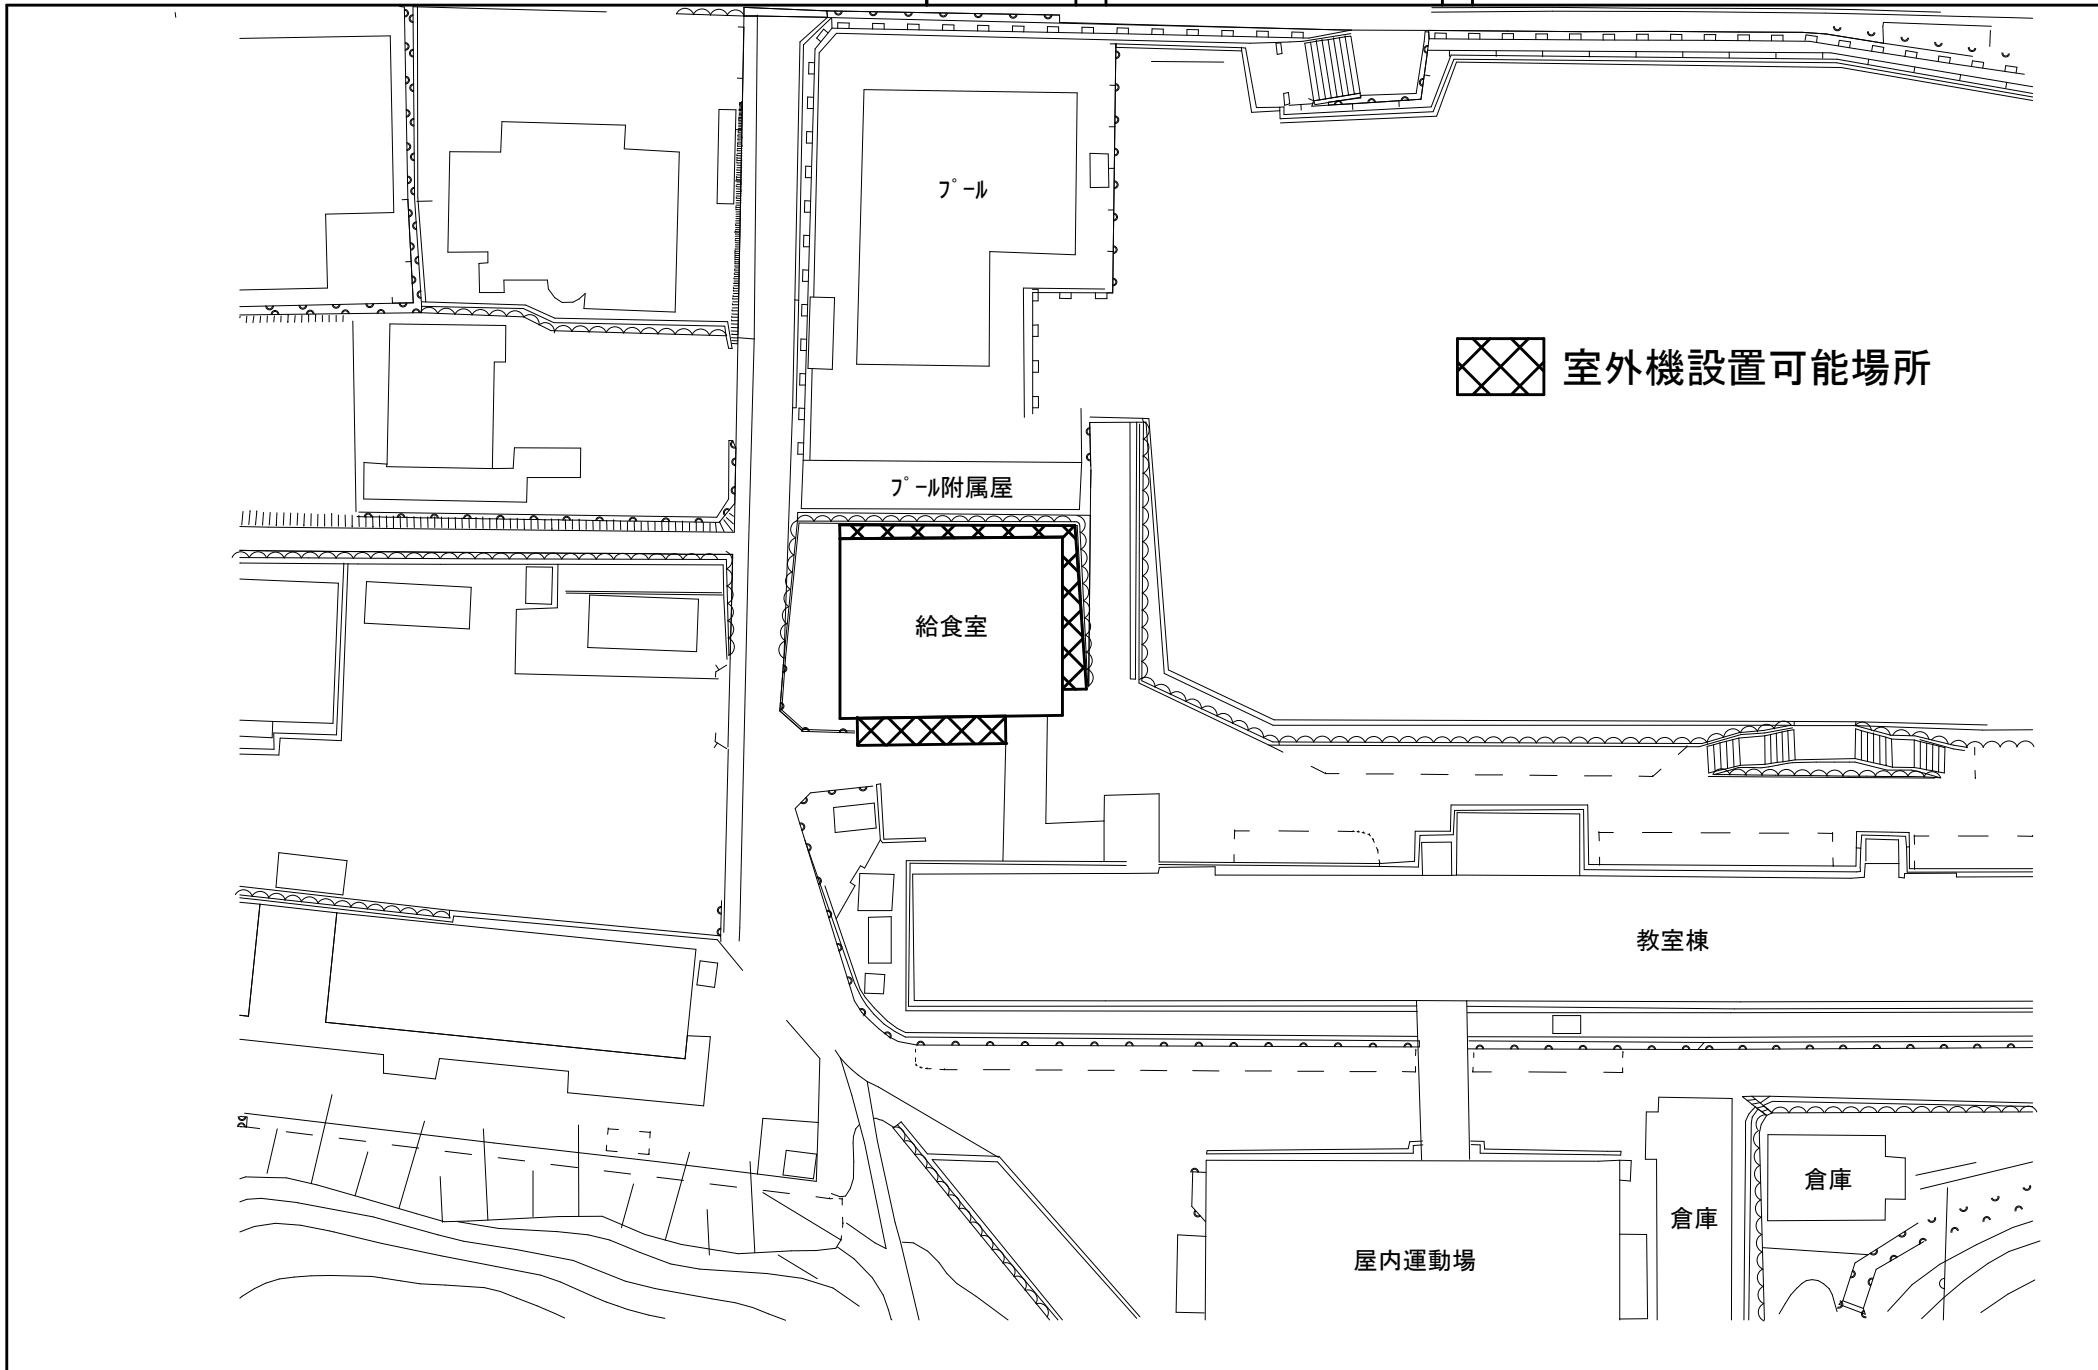 ﾌﾟｰﾙ
室外機設置可能場所
ﾌﾟｰﾙ附属屋
給食室
教室棟
倉庫
倉庫
屋内運動場